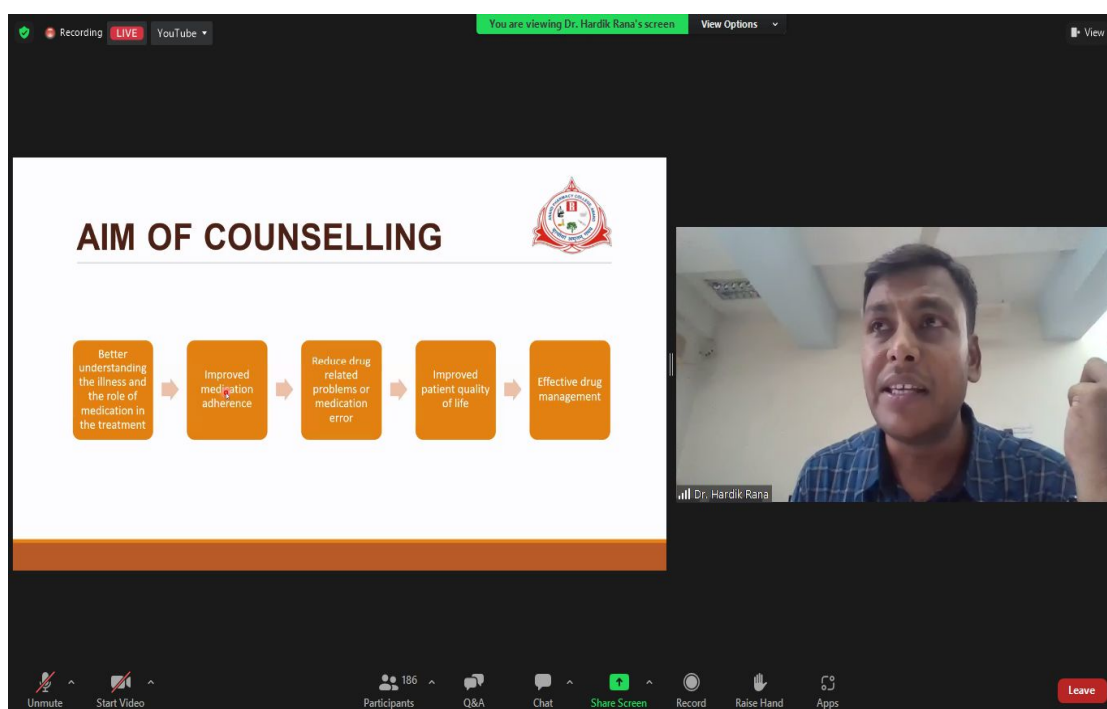 Recording LIVE YouTube
You are viewing Dr. Hardik Rana's screen View Options
View
AIM OF COUNSELLING
Better
understanding
the illness and
the role of
medication in
the treatment
Improved
medication
adherence
Reduce drug
related
problems or
medication
error
Improved
patient quality
of life
Effective drug
management
Dr. Hardik Rana
186
Unmute Start Video Participants Q&A Chat Share Screen Record Raise Hand Apps Leave